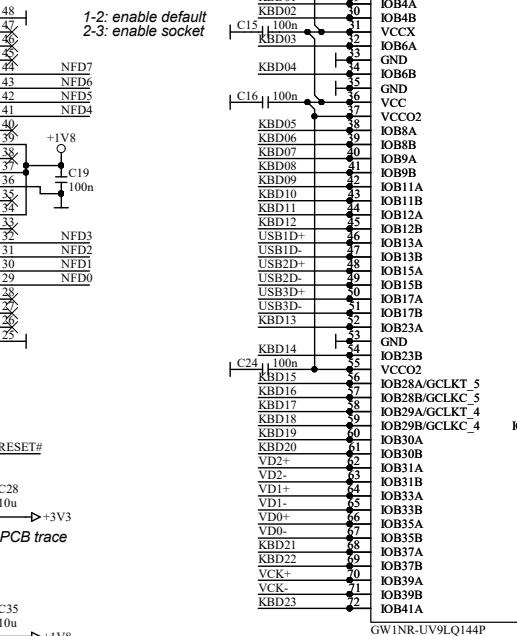 1-2: enable default
2-3: enable socket
48
47
46
45
44 NFD7
43 NFD6
42 NFD5
41 NFD4
40
39
38
37
36
35
34
33
32 NFD3
31 NFD2
30 NFD1
29 NFD0
28
27
26
25
+1V8
C19
100n
RESET#
C28
10u
+3V3
PCB trace
C35
10u
+1V8
IOB4A
KBD02 30 IOB4B
C15 100n 31 VCCX
KBD03 32 IOB6A
33 GND
KBD04 34 IOB6B
35 GND
C16 100n 36 VCC
37 VCCO2
KBD05 38 IOB8A
KBD06 39 IOB8B
KBD07 40 IOB9A
KBD08 41 IOB9B
KBD09 42 IOB11A
KBD10 43 IOB11B
KBD11 44 IOB12A
KBD12 45 IOB12B
USB1D+ 46 IOB13A
USB1D- 47 IOB13B
USB2D+ 48 IOB15A
USB2D- 49 IOB15B
USB3D+ 50 IOB17A
USB3D- 51 IOB17B
KBD13 52 IOB23A
53 GND
KBD14 54 IOB23B
C24 100n 55 VCCO2
KBD15 56 IOB28A/GCLKT_5
KBD16 57 IOB28B/GCLKC_5
KBD17 58 IOB29A/GCLKT_4
KBD18 59 IOB29B/GCLKC_4
KBD19 60 IOB30A
KBD20 61 IOB30B
VD2+ 62 IOB31A
VD2- 63 IOB31B
VD1+ 64 IOB33A
VD1- 65 IOB33B
VD0+ 66 IOB35A
VD0- 67 IOB35B
KBD21 68 IOB37A
KBD22 69 IOB37B
VCK+ 70 IOB39A
VCK- 71 IOB39B
KBD23 72 IOB41A
GW1NR-UV9LQ144P